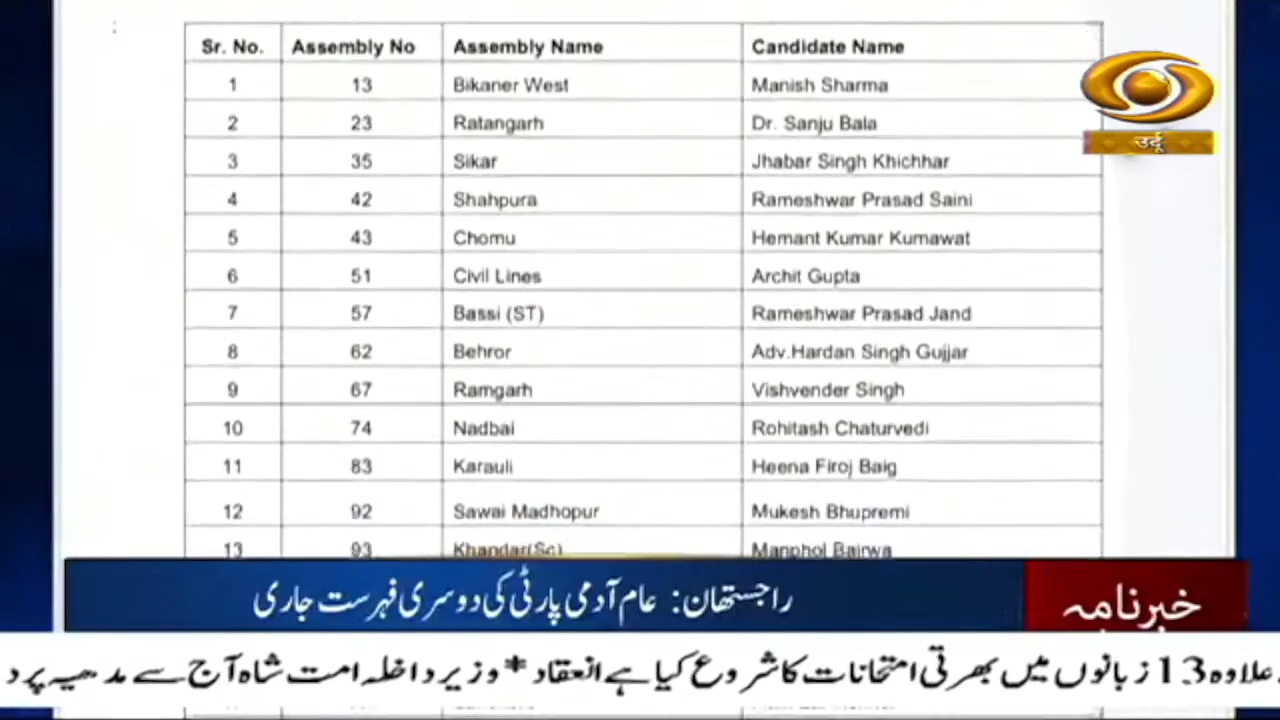 Sr. No. Assembly No Assembly Name Candidate Name
1 13 Bikaner West Manish Sharma
2 23 Ratangarh Dr. Sanju Bala
3 35 Sikar Jhabar Singh Khichhar
4 42 Shahpura Rameshwar Prasad Saini
5 43 Chomu Hemant Kumar Kumawat
6 51 Civil Lines Archit Gupta
7 57 Bassi (ST) Rameshwar Prasad Jand
8 62 Behror Adv.Hardan Singh Gujjar
9 67 Ramgarh Vishvender Singh
10 74 Nadbai Rohitash Chaturvedi
11 83 Karauli Heena Firoj Baig
12 92 Sawai Madhopur Mukesh Bhupremi
13 93 Khandar(Sc) Manphol Bairwa
उर्दू
راجستھان: عام آدمی پارٹی کی دوسری فہرست جاری
خبرنامہ
علاوہ 13 زبانوں میں بھرتی امتحانات کا شروع کیا ہے انعقاد * وزیر داخلہ امت شاہ آج سے مدھیہ پرد